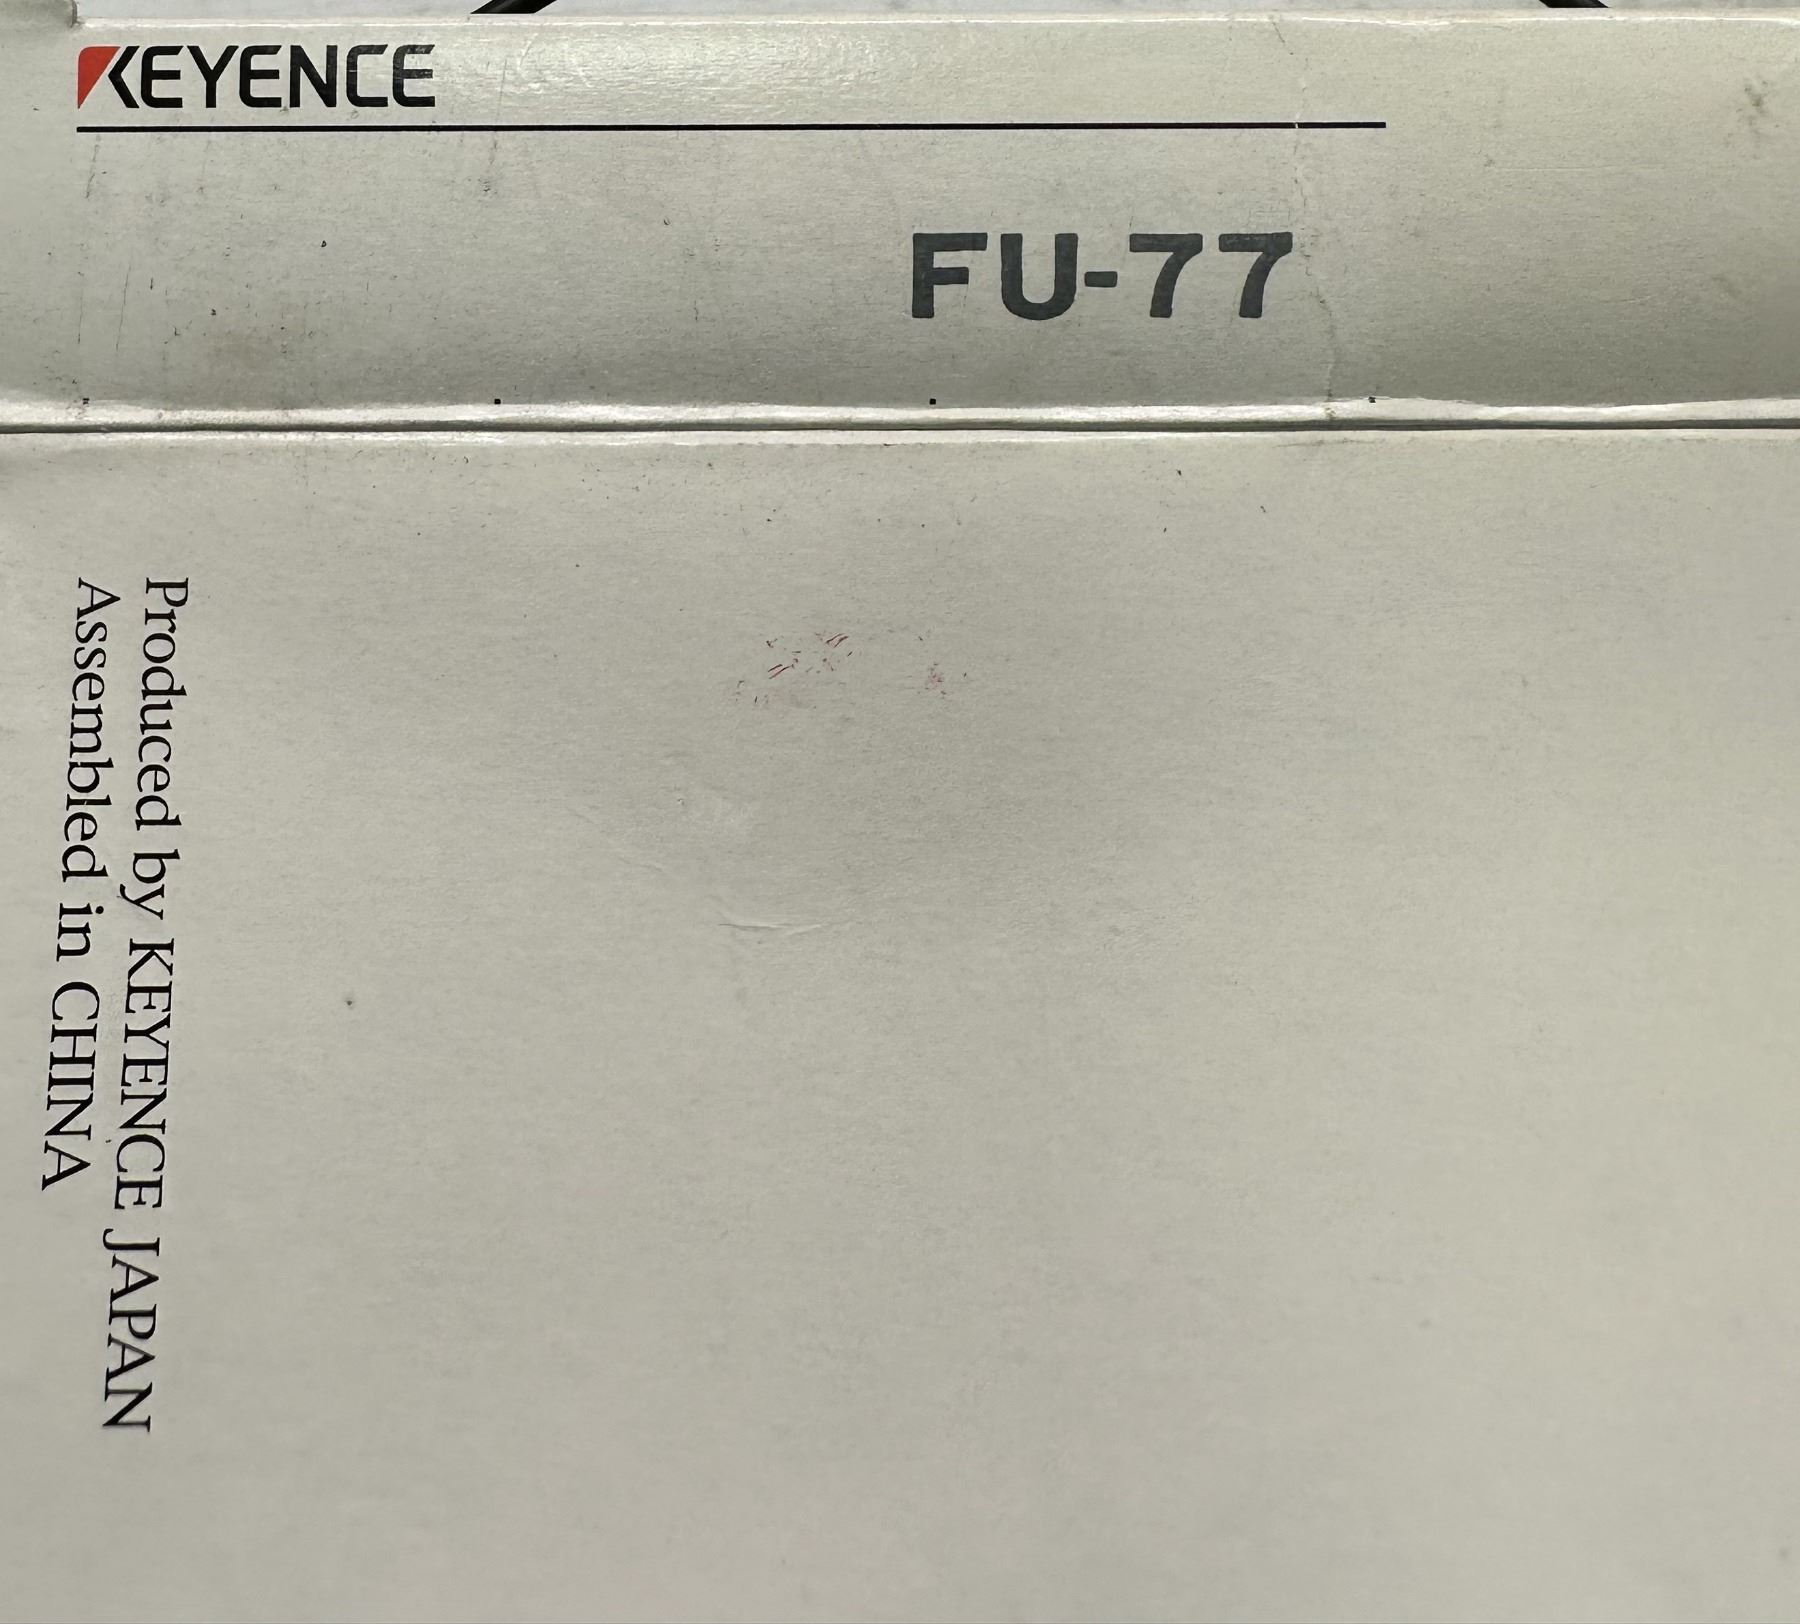 KEYENCE
FU-77
Produced by KEYENCE JAPAN
Assembled in CHINA